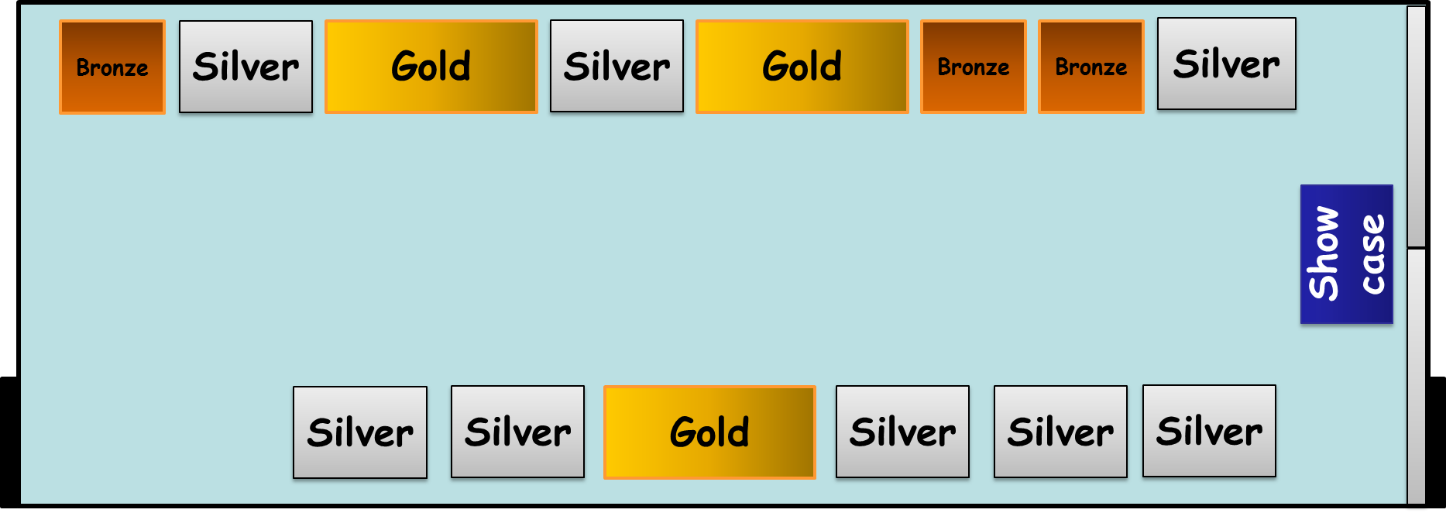 Bronze
Silver
Gold
Silver
Gold
Bronze
Bronze
Silver
Show
case
Silver
Silver
Gold
Silver
Silver
Silver